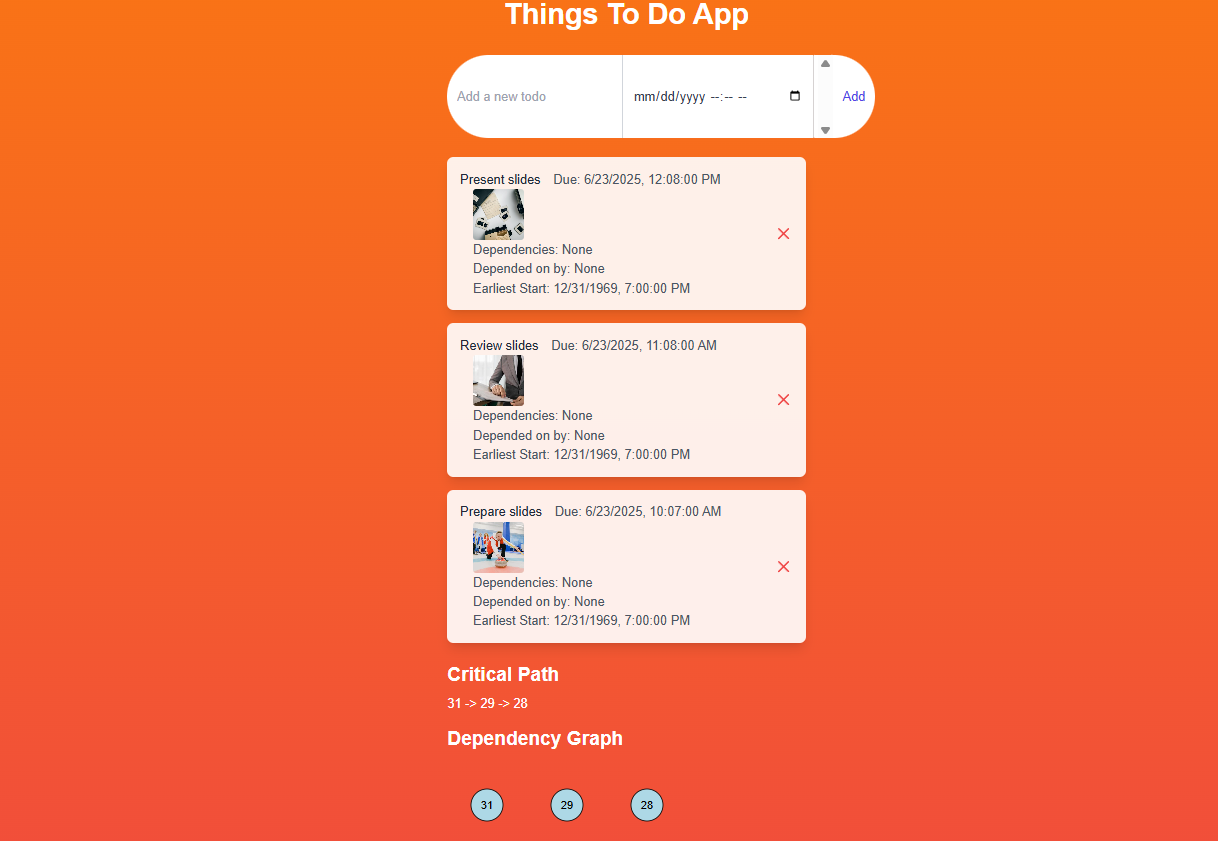 Things To Do App
Add a new todo mm/dd/yyyy --:-- -- Add
Present slides Due: 6/23/2025, 12:08:00 PM
Dependencies: None
Depended on by: None
Earliest Start: 12/31/1969, 7:00:00 PM
Review slides Due: 6/23/2025, 11:08:00 AM
Dependencies: None
Depended on by: None
Earliest Start: 12/31/1969, 7:00:00 PM
Prepare slides Due: 6/23/2025, 10:07:00 AM
Dependencies: None
Depended on by: None
Earliest Start: 12/31/1969, 7:00:00 PM
Critical Path
31 -> 29 -> 28
Dependency Graph
31 29 28